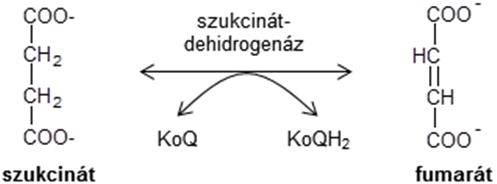 COO-
CH2
CH2
COO-
szukcinát
szukcinát-
dehidrogenáz
KoQ
KoQH2
COO-
HC
CH
COO-
fumarát